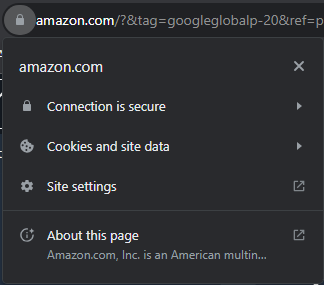 amazon.com/?&tag=googleglobalp-20&ref=p
amazon.com
Connection is secure
Cookies and site data
Site settings
About this page
Amazon.com, Inc. is an American multin...